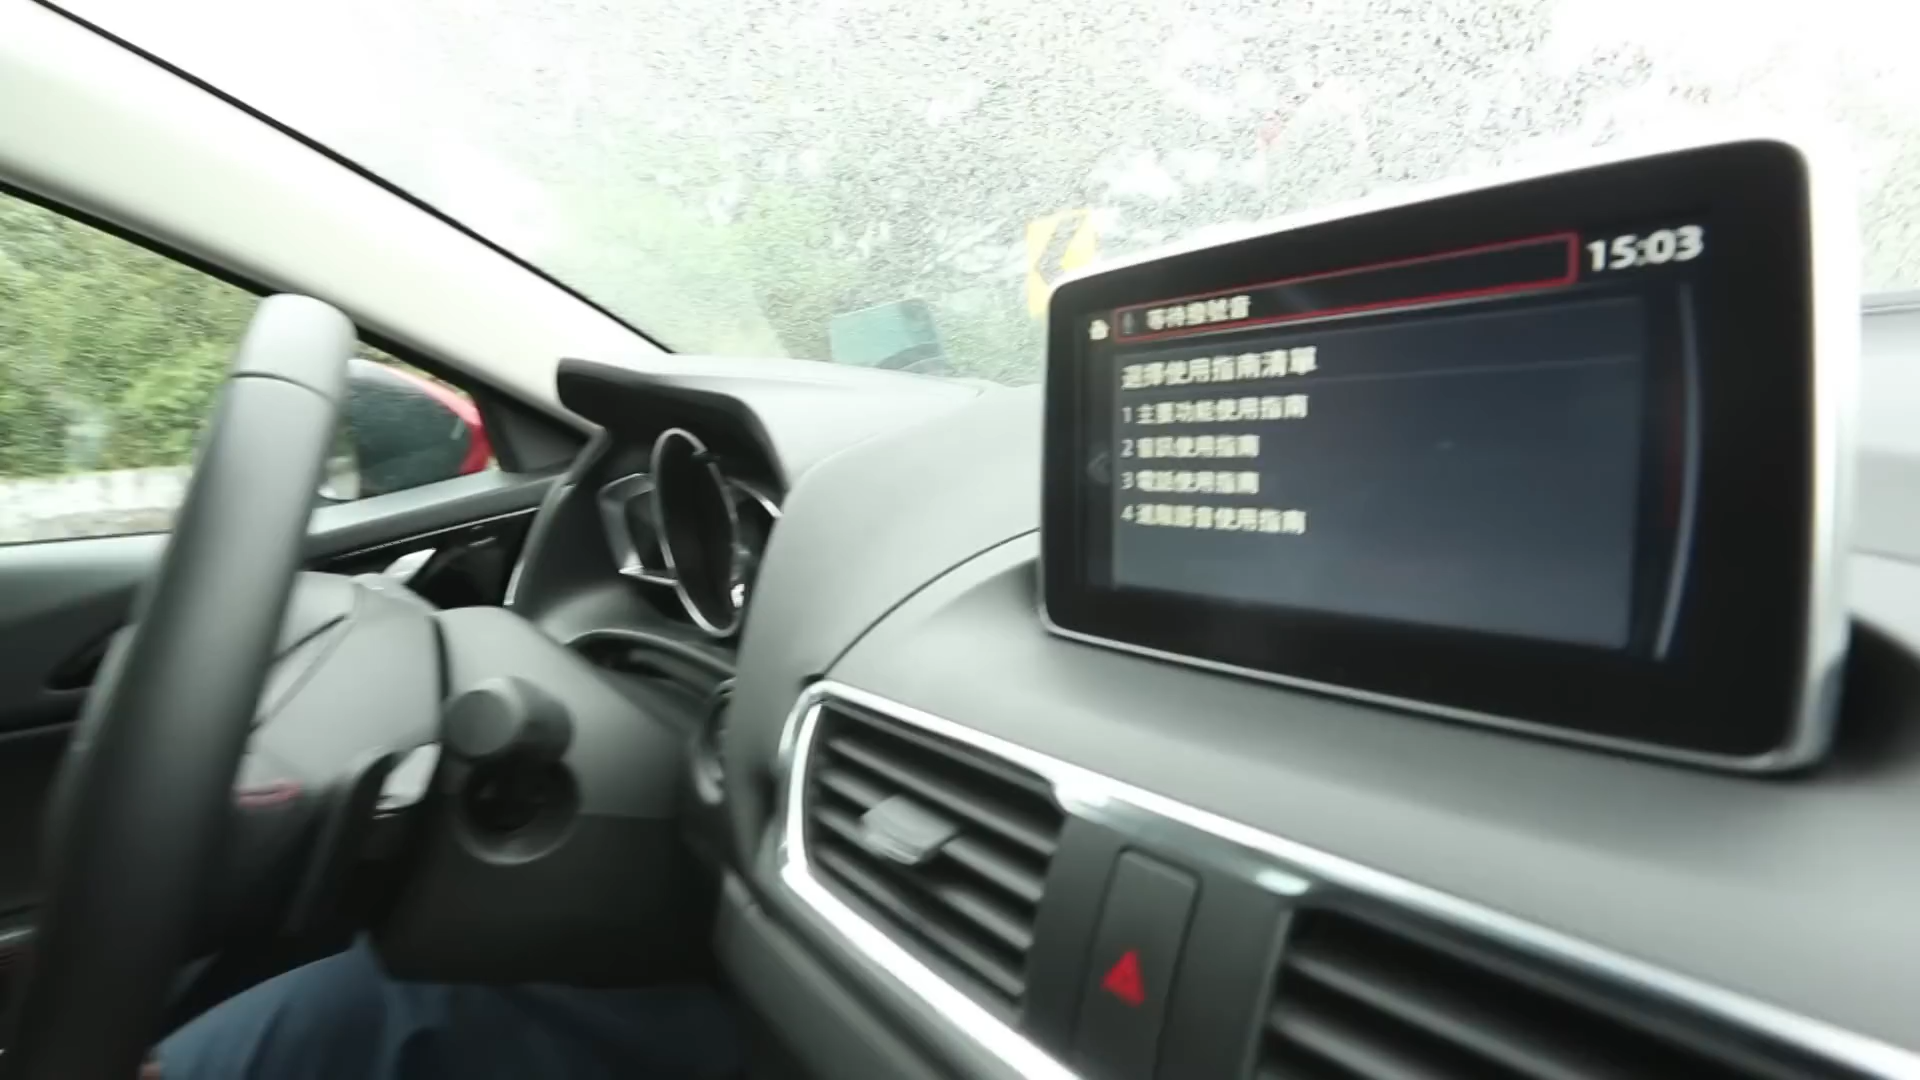 15:03
等待撥號音
選擇使用指南清單
1 主要功能使用指南
2 音訊使用指南
3 電話使用指南
4 進階語音使用指南